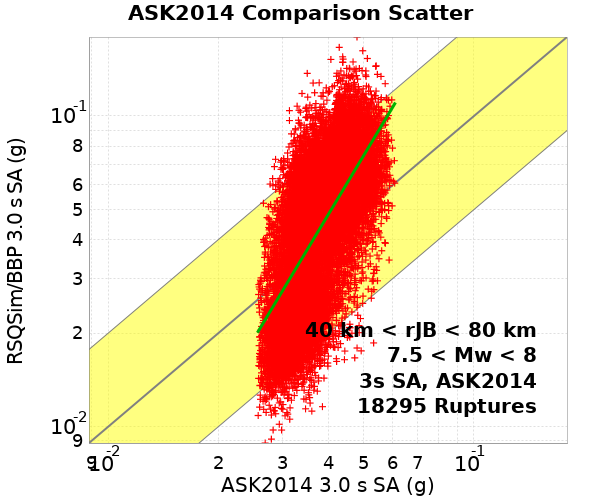 ASK2014 Comparison Scatter
RSQSim/BBP 3.0 s SA (g)
10-1
8
6
5
4
3
2
10-2
9
40 km < rJB < 80 km
7.5 < Mw < 8
3s SA, ASK2014
18295 Ruptures
9 10-2 2 3 4 5 6 7 10-1
ASK2014 3.0 s SA (g)